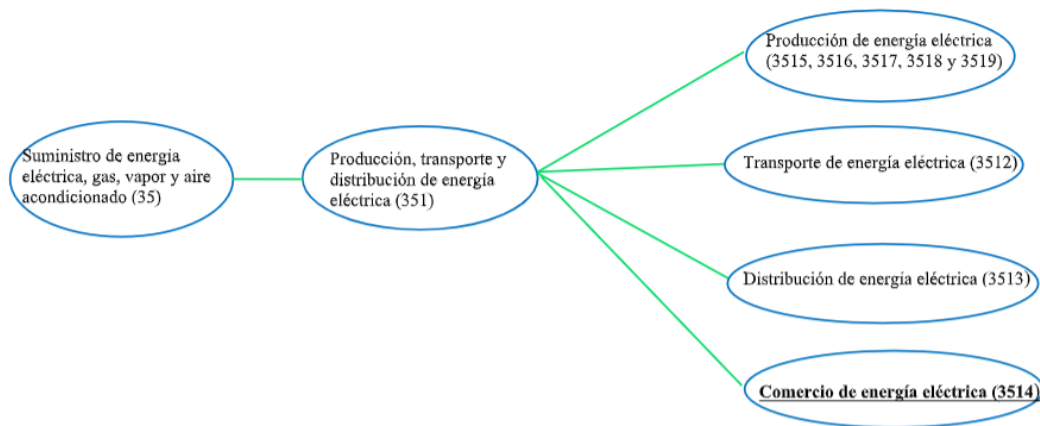 Suministro de energía
eléctrica, gas, vapor y aire
acondicionado (35)
Producción, transporte y
distribución de energía
eléctrica (351)
Producción de energía eléctrica
(3515, 3516, 3517, 3518 y 3519)
Transporte de energía eléctrica (3512)
Distribución de energía eléctrica (3513)
Comercio de energía eléctrica (3514)